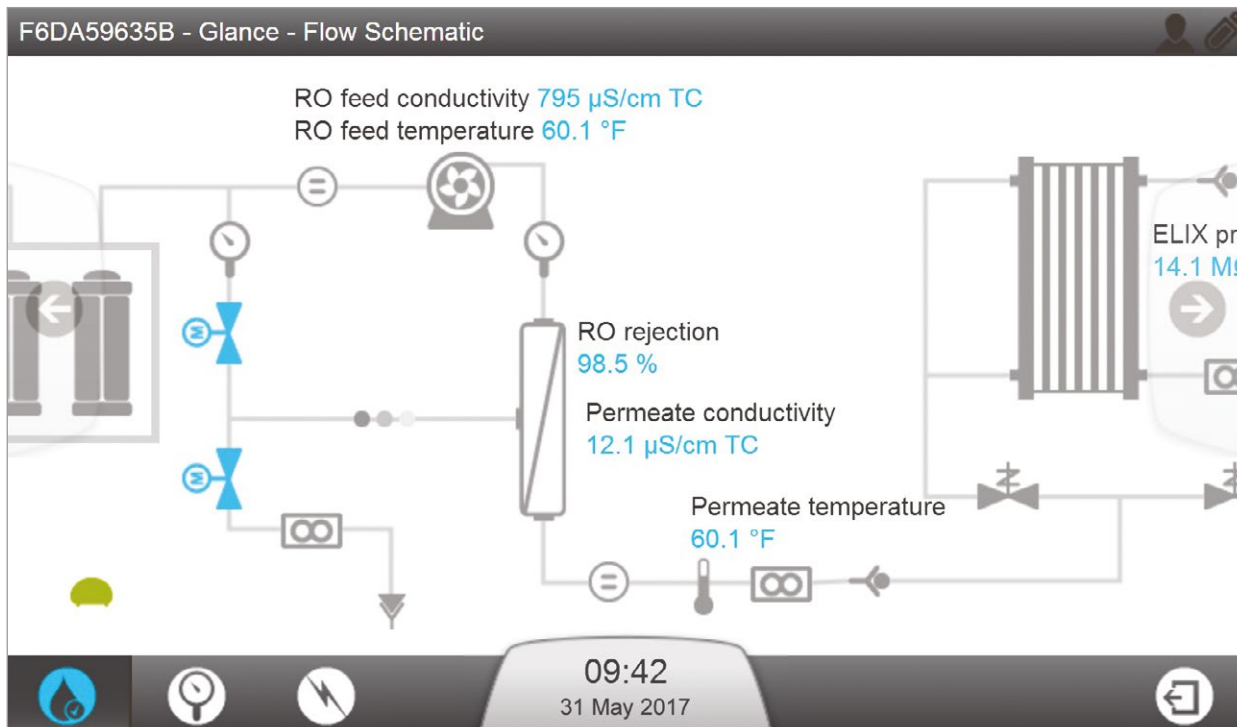 F6DA59635B - Glance - Flow Schematic
RO feed conductivity 795 µS/cm TC
RO feed temperature 60.1 °F
ELIX
14.1
RO rejection
98.5 %
Permeate conductivity
12.1 µS/cm TC
Permeate temperature
60.1 °F
M
M
09:42
31 May 2017